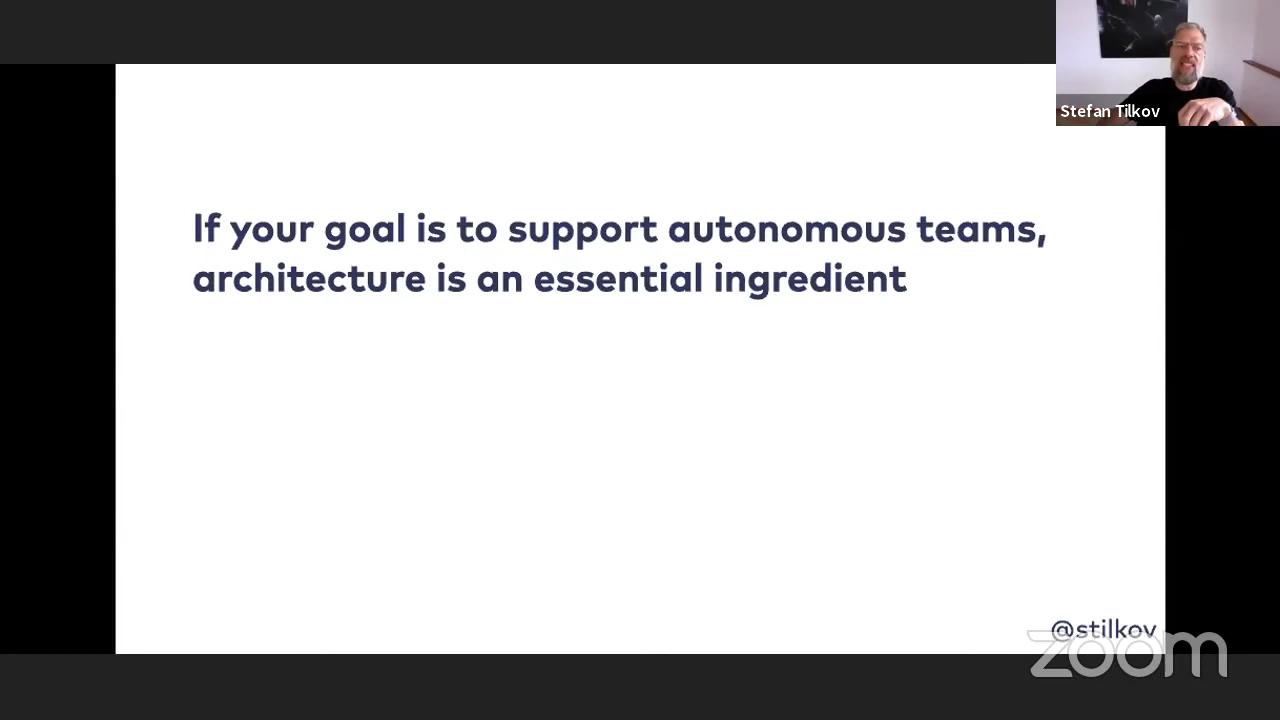 Stefan Tilkov
If your goal is to support autonomous teams,
architecture is an essential ingredient
@stilkov
zoom